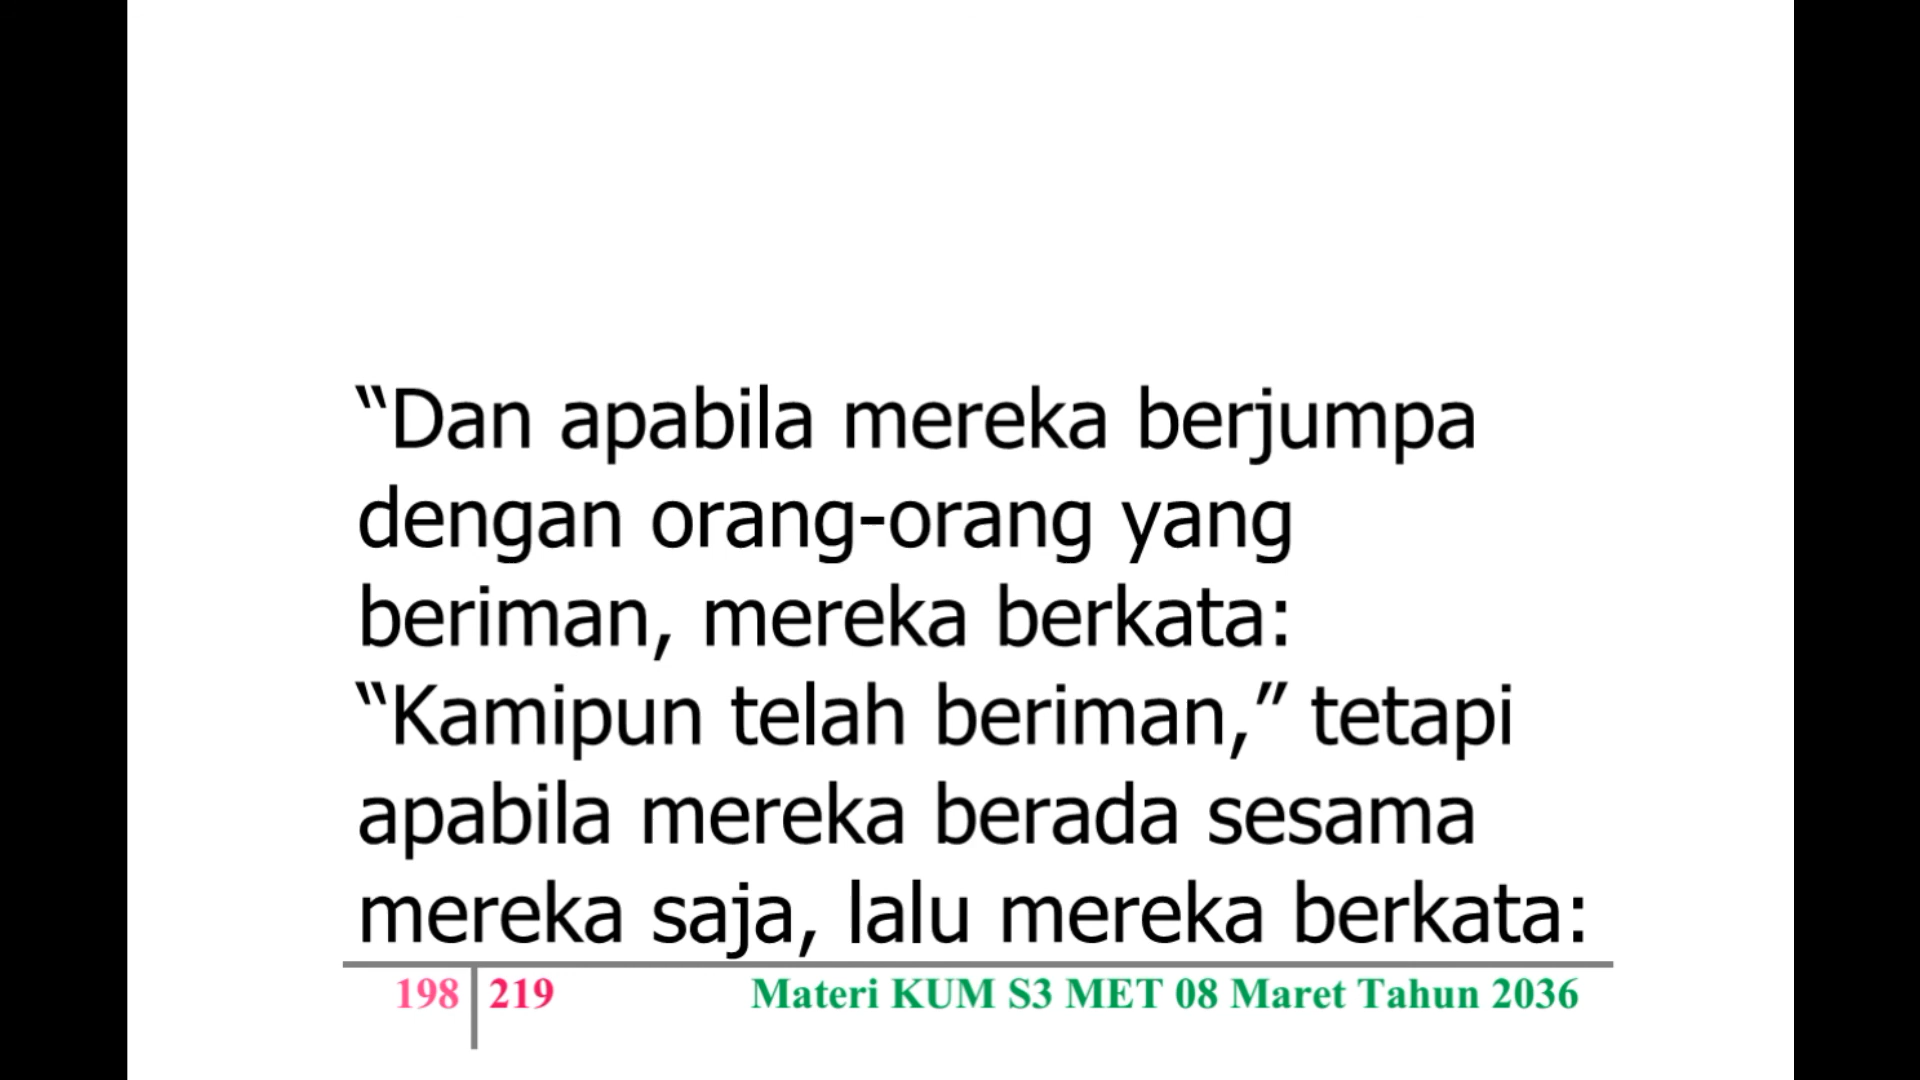 “Dan apabila mereka berjumpa
dengan orang-orang yang
beriman, mereka berkata:
“Kamipun telah beriman,” tetapi
apabila mereka berada sesama
mereka saja, lalu mereka berkata:
198 219 Materi KUM S3 MET 08 Maret Tahun 2036